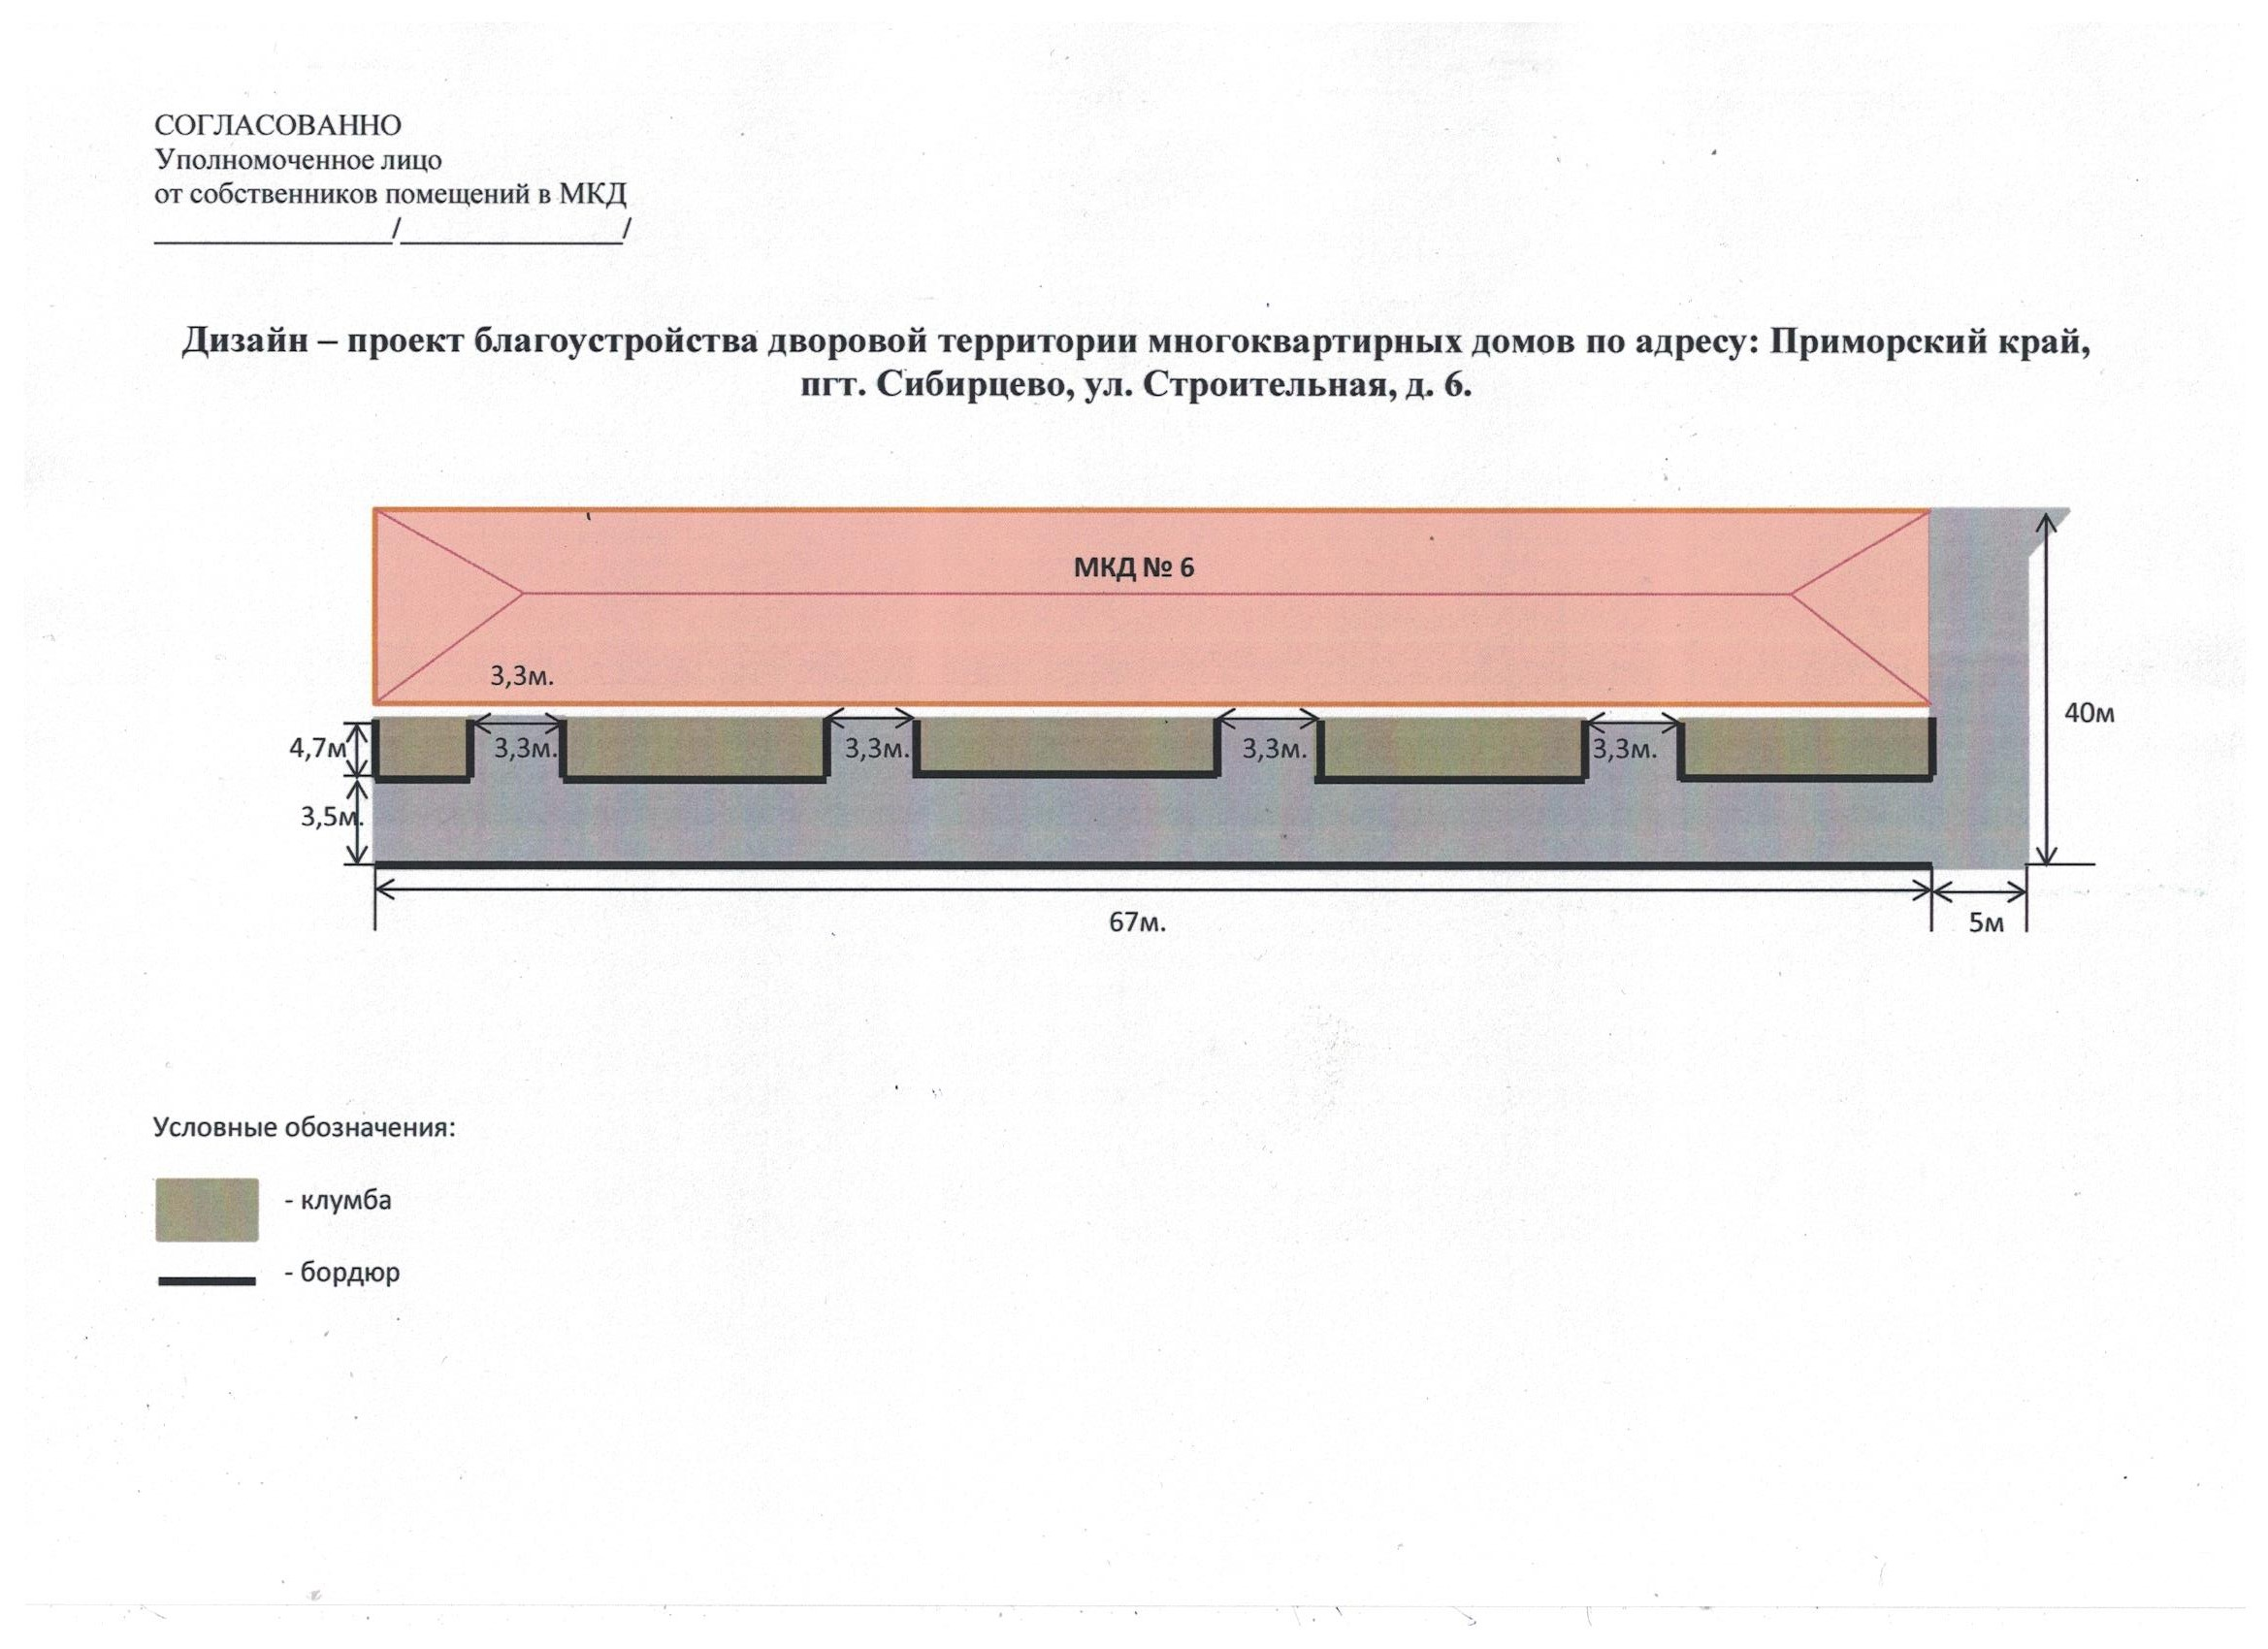 СОГЛАСОВАННО
Уполномоченное лицо
от собственников помещений в МКД
________________/_______________/
Дизайн – проект благоустройства дворовой территории многоквартирных домов по адресу: Приморский край,
пгт. Сибирцево, ул. Строительная, д. 6.
МКД № 6
3,3м.
4,7м
3,3м.
3,3м.
3,3м.
3,3м.
40м
3,5м.
67м.
5м
Условные обозначения:
- клумба
- бордюр